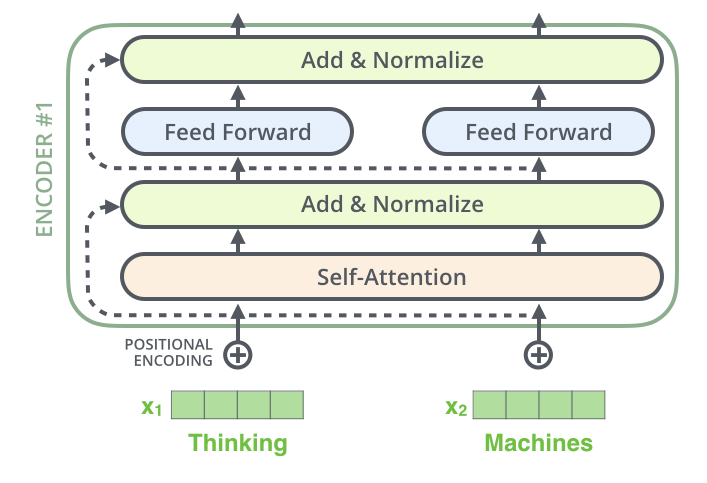 ENCODER #1
Add & Normalize
Feed Forward
Feed Forward
Add & Normalize
Self-Attention
POSITIONAL
ENCODING
x1
x2
Thinking
Machines